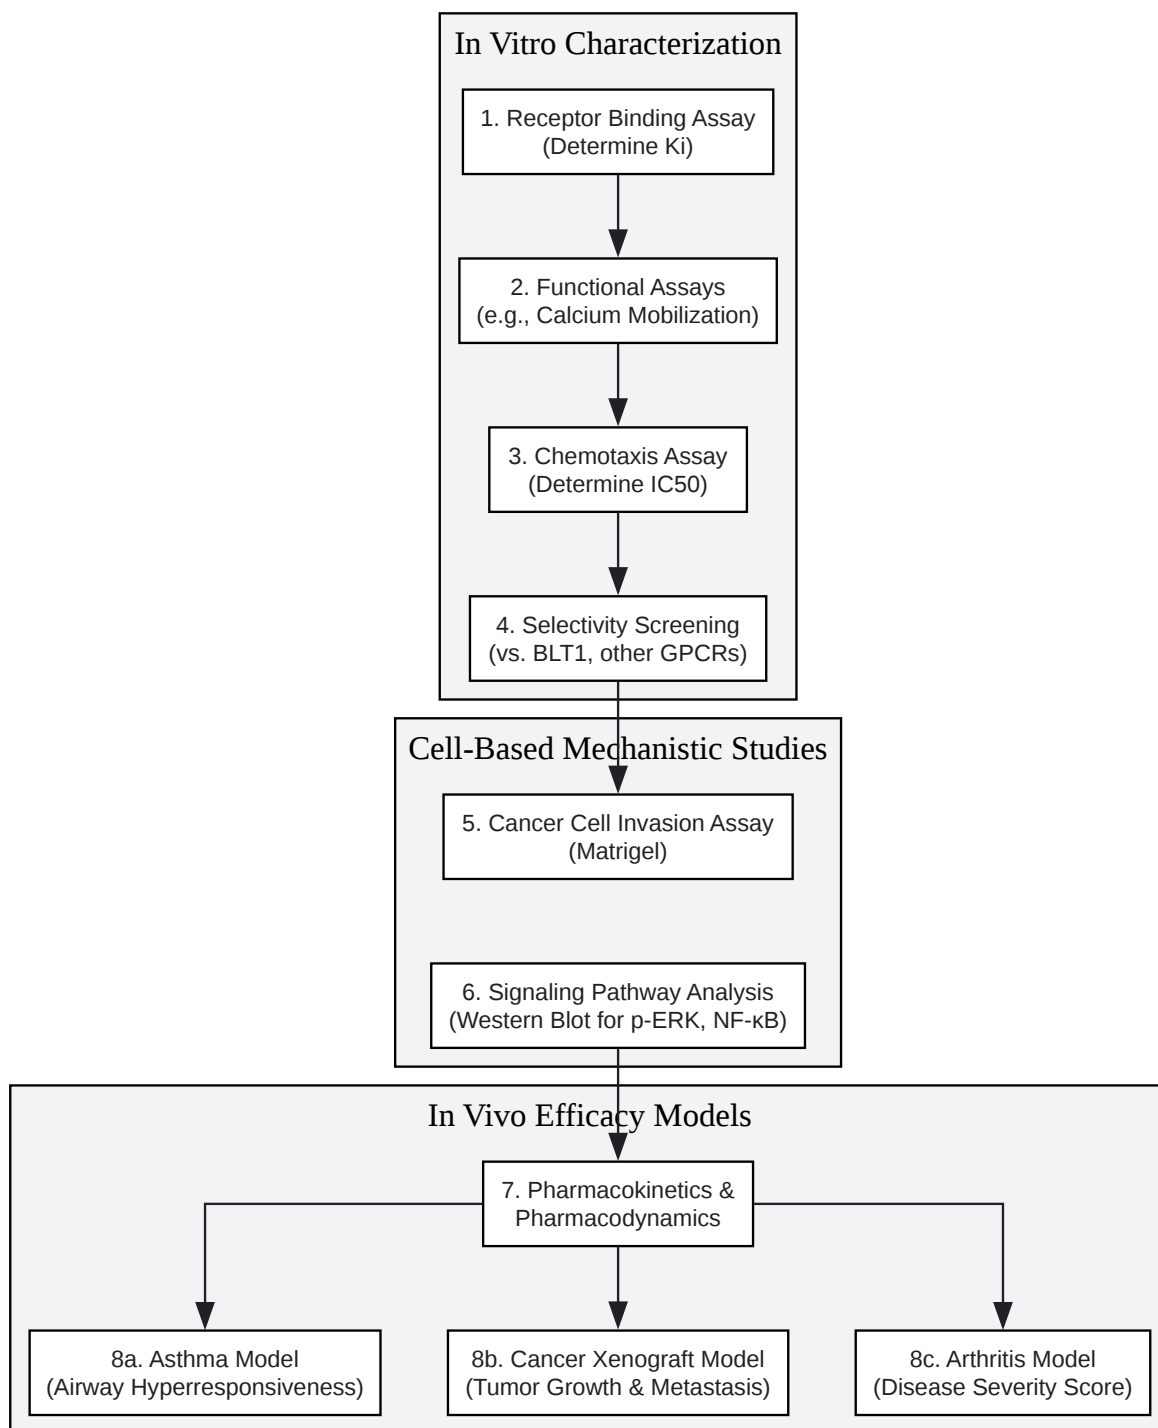 In Vitro Characterization
1. Receptor Binding Assay
(Determine Ki)
2. Functional Assays
(e.g., Calcium Mobilization)
3. Chemotaxis Assay
(Determine IC50)
4. Selectivity Screening
(vs. BLT1, other GPCRs)
Cell-Based Mechanistic Studies
5. Cancer Cell Invasion Assay
(Matrigel)
6. Signaling Pathway Analysis
(Western Blot for p-ERK, NF-κB)
In Vivo Efficacy Models
7. Pharmacokinetics &
Pharmacodynamics
8a. Asthma Model
(Airway Hyperresponsiveness)
8b. Cancer Xenograft Model
(Tumor Growth & Metastasis)
8c. Arthritis Model
(Disease Severity Score)